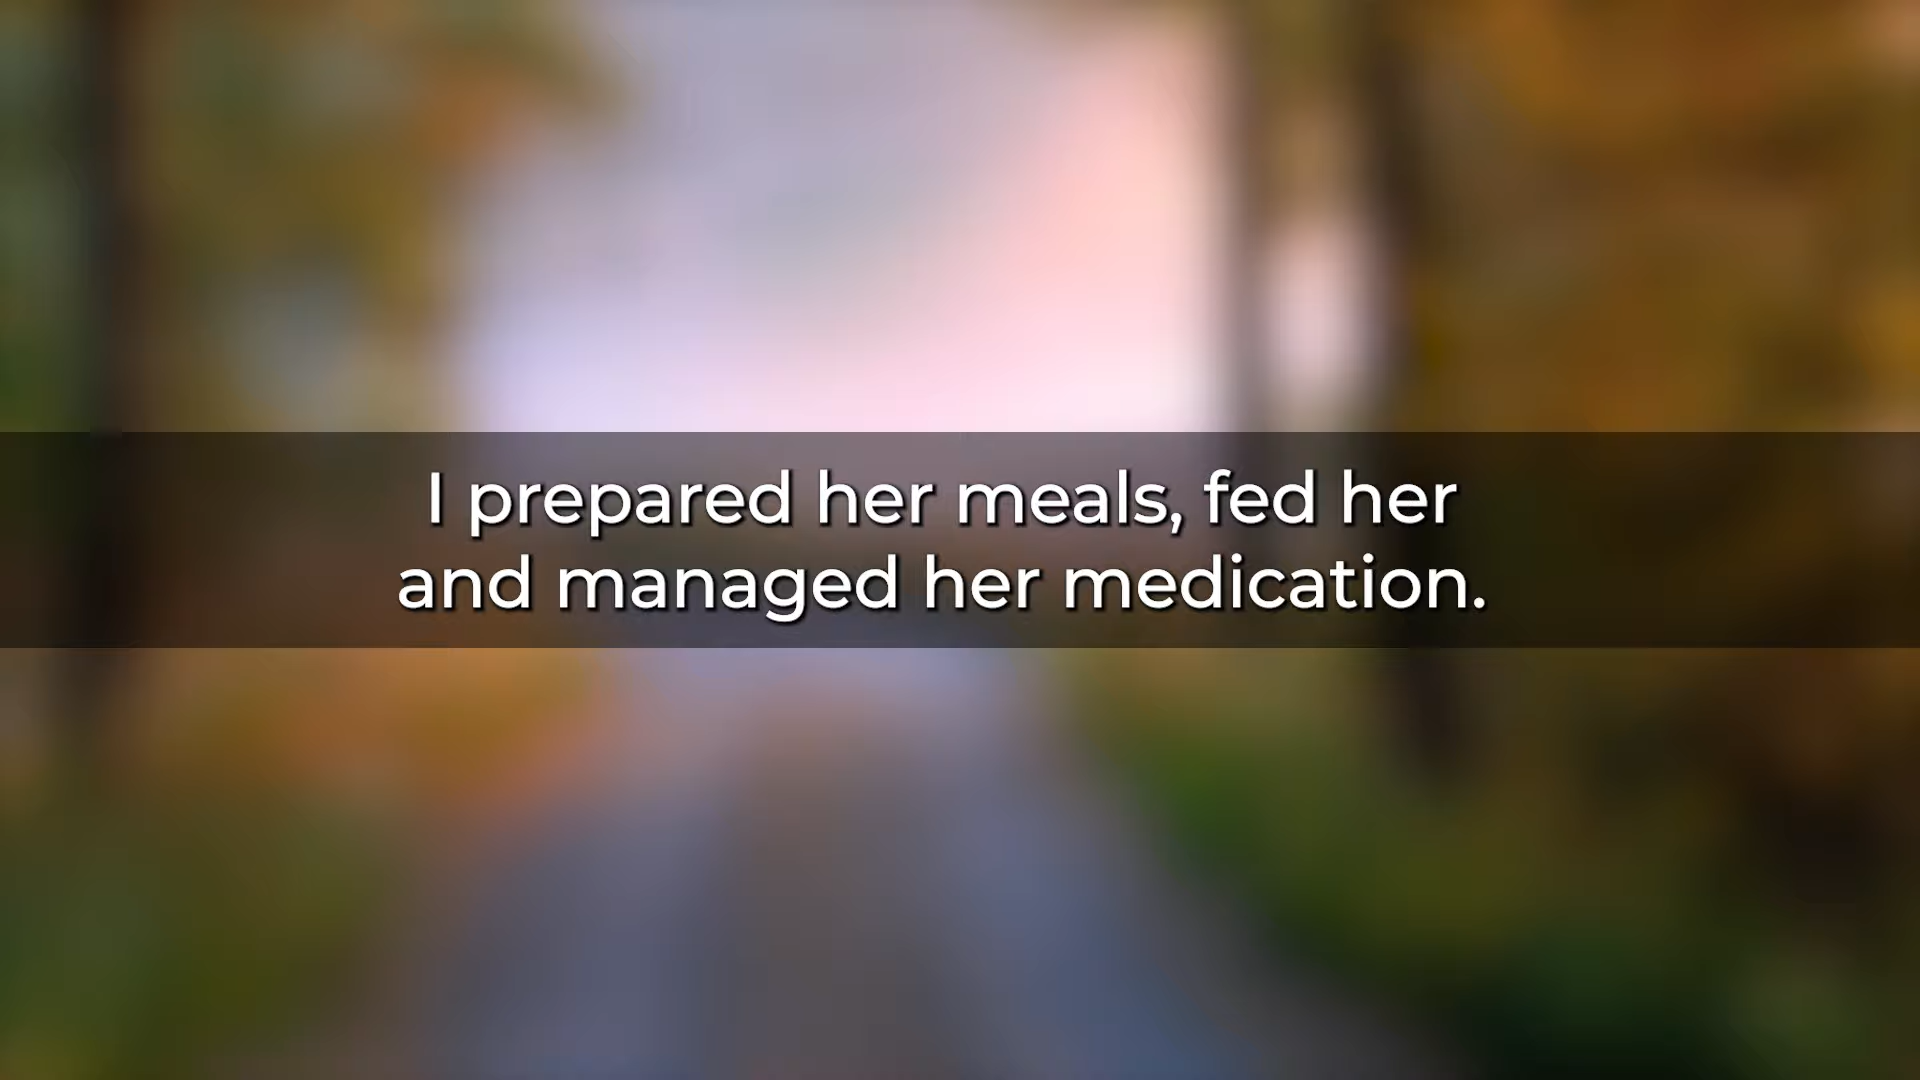 I prepared her meals, fed her
and managed her medication.